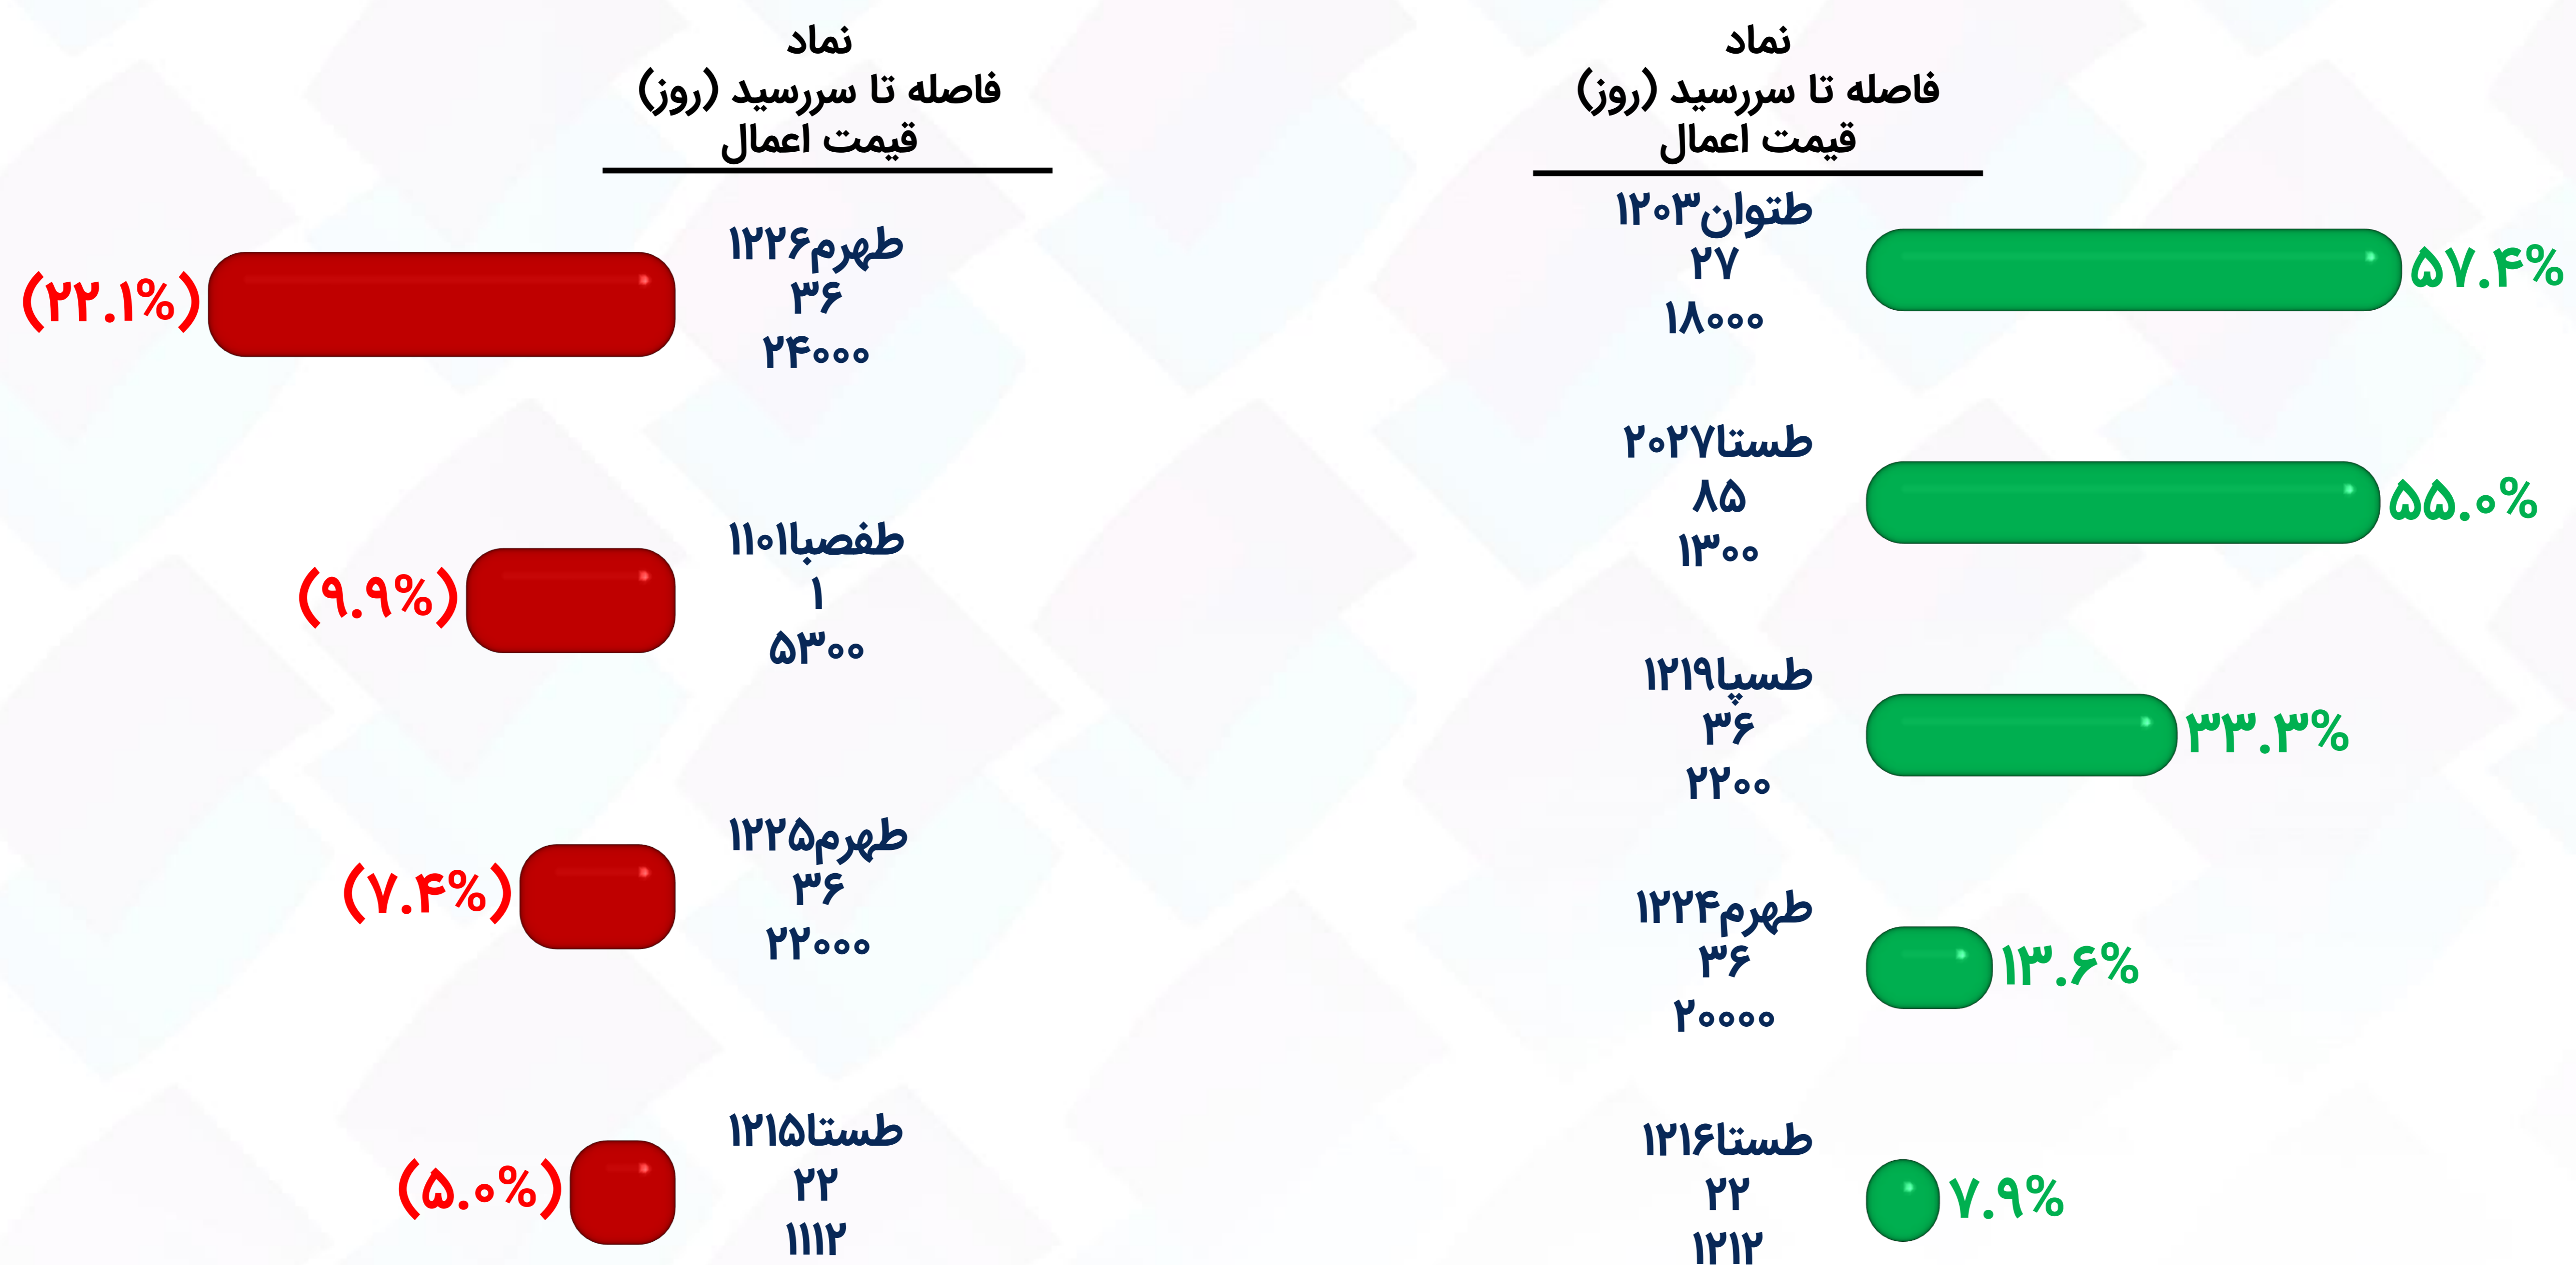 نماد
فاصله تا سررسید (روز)
قیمت اعمال
طتوان۱۲۰۳
۲۷
۱۸۰۰۰
۵۷.۴%
طستا۲۰۲۷
۸۵
۱۳۰۰
۵۵.۰%
طسپا۱۲۱۹
۳۶
۲۲۰۰
۳۳.۳%
طهرم۱۲۲۴
۳۶
۲۰۰۰۰
۱۳.۶%
طستا۱۲۱۶
۲۲
۱۲۱۲
۷.۹%
نماد
فاصله تا سررسید (روز)
قیمت اعمال
طهرم۱۲۲۶
۳۶
۲۴۰۰۰
(۲۲.۱%)
طفصبا۱۱۰۱
۱
۵۳۰۰
(۹.۹%)
طهرم۱۲۲۵
۳۶
۲۲۰۰۰
(۷.۴%)
طستا۱۲۱۵
۲۲
۱۱۱۲
(۵.۰%)